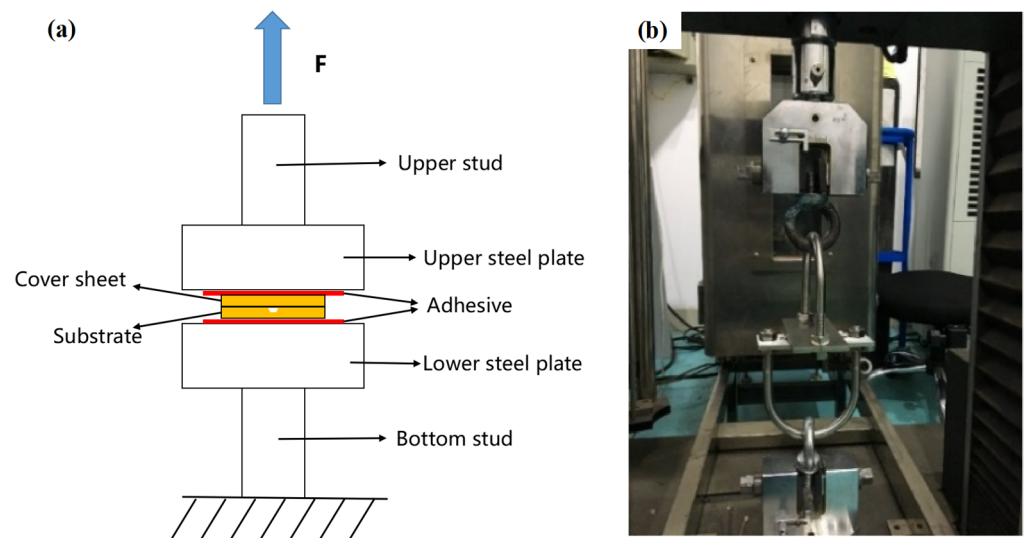 (a)
F
Upper stud
Upper steel plate
Cover sheet
Adhesive
Substrate
Lower steel plate
Bottom stud
(b)